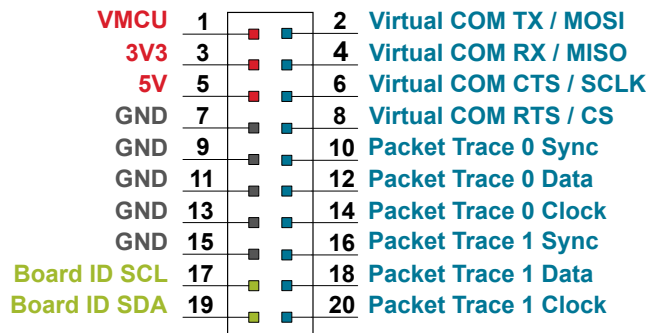 VMCU 1 2 Virtual COM TX / MOSI
3V3 3 4 Virtual COM RX / MISO
5V 5 6 Virtual COM CTS / SCLK
GND 7 8 Virtual COM RTS / CS
GND 9 10 Packet Trace 0 Sync
GND 11 12 Packet Trace 0 Data
GND 13 14 Packet Trace 0 Clock
GND 15 16 Packet Trace 1 Sync
Board ID SCL 17 18 Packet Trace 1 Data
Board ID SDA 19 20 Packet Trace 1 Clock